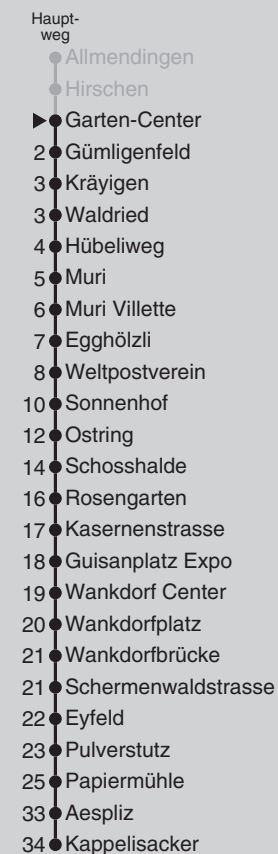 Haupt-
weg
Allmendingen
Hirschen
Garten-Center
2 Gümligenfeld
3 Kräyigen
3 Waldried
4 Hübeliweg
5 Muri
6 Muri Villette
7 Egghölzli
8 Weltpostverein
10 Sonnenhof
12 Ostring
14 Schosshalde
16 Rosengarten
17 Kasernenstrasse
18 Guisanplatz Expo
19 Wankdorf Center
20 Wankdorfplatz
21 Wankdorfbrücke
21 Schermenwaldstrasse
22 Eyfeld
23 Pulverstutz
25 Papiermühle
33 Aespliz
34 Kappelisacker